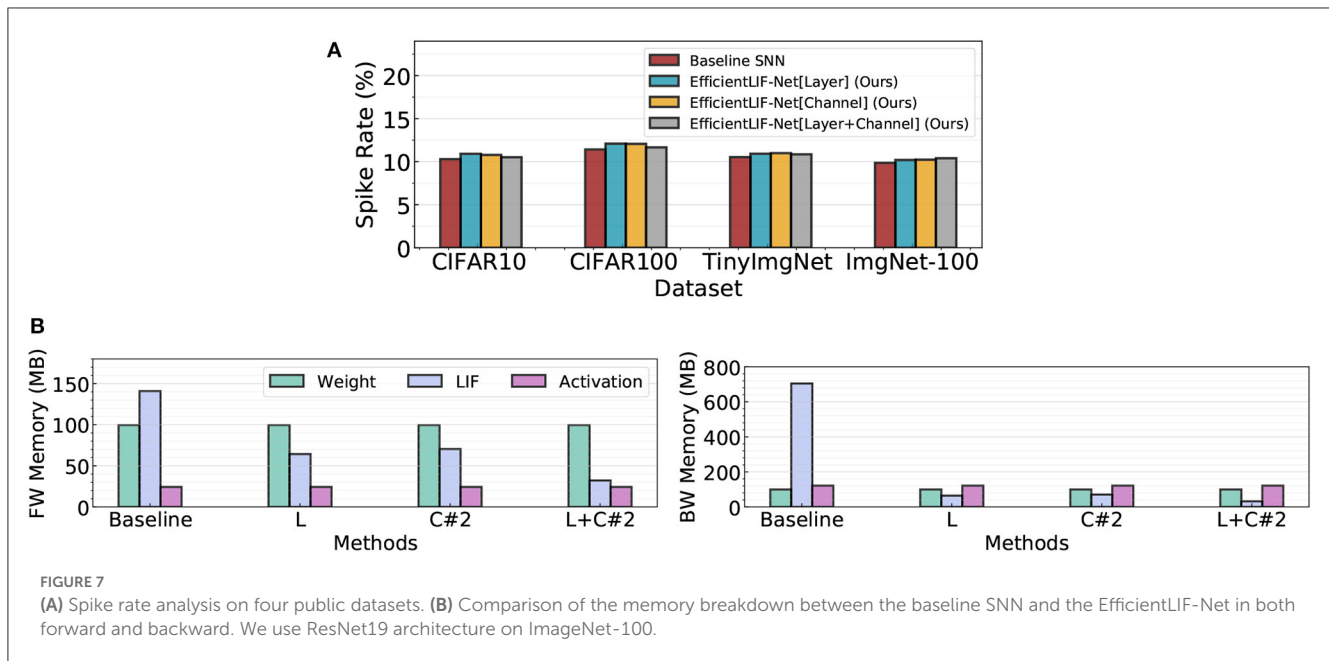 (A)
Spike Rate (%)
20
15
10
5
0
Baseline SNN
EfficientLIF-Net[Layer] (Ours)
EfficientLIF-Net[Channel] (Ours)
EfficientLIF-Net[Layer+Channel] (Ours)
CIFAR10 CIFAR100 TinyImgNet ImgNet-100
Dataset
B
FW Memory (MB)
150
100
50
0
Weight LIF Activation
Baseline L C#2 L+C#2
Methods
BW Memory (MB)
800
600
400
200
0
Baseline L C#2 L+C#2
Methods
FIGURE 7
(A) Spike rate analysis on four public datasets. (B) Comparison of the memory breakdown between the baseline SNN and the EfficientLIF-Net in both
forward and backward. We use ResNet19 architecture on ImageNet-100.